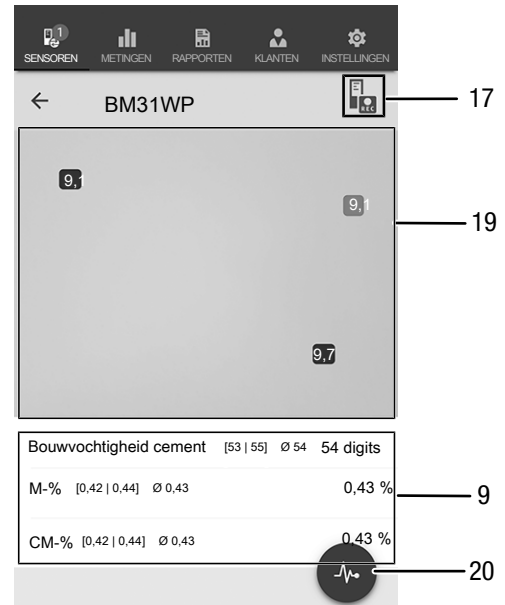 1
SENSOREN METINGEN RAPPORTEN KLANTEN INSTELLINGEN
BM31WP
REC
17
9,1
9,1
19
9,7
Bouwvochtigheid cement [53 | 55] Ø 54 54 digits
M-% [0,42 | 0,44] Ø 0,43 0,43 %
9
CM-% [0,42 | 0,44] Ø 0,43 0,43 %
20